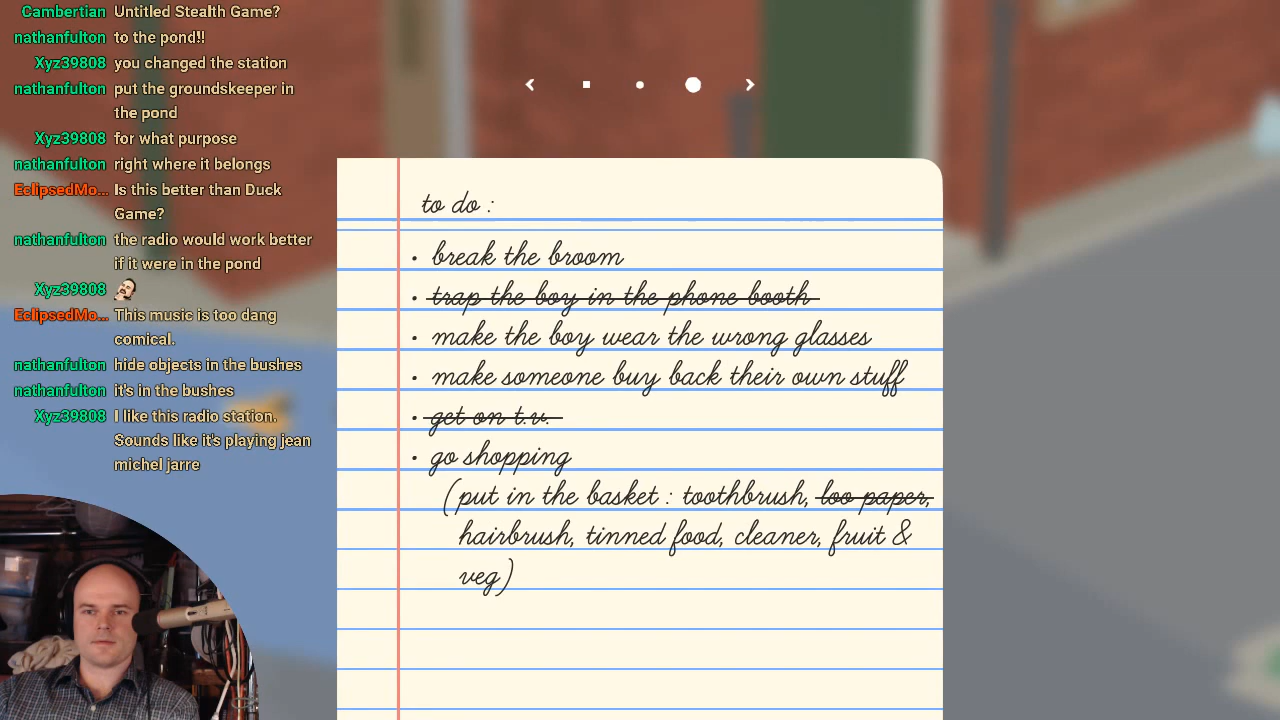 Cambertian Untitled Stealth Game?
nathanfulton to the pond!!
Xyz39808 you changed the station
nathanfulton put the groundskeeper in
the pond
Xyz39808 for what purpose
nathanfulton right where it belongs
EclipsedMo... Is this better than Duck
Game?
nathanfulton the radio would work better
if it were in the pond
Xyz39808
EclipsedMo... This music is too dang
comical.
nathanfulton hide objects in the bushes
nathanfulton it's in the bushes
Xyz39808 I like this radio station.
Sounds like it's playing jean
michel jarre
to do :
• break the broom
• trap the boy in the phone booth
• make the boy wear the wrong glasses
• make someone buy back their own stuff
• get on t.v.
• go shopping
(put in the basket : toothbrush, loo paper,
hairbrush, tinned food, cleaner, fruit &
veg)